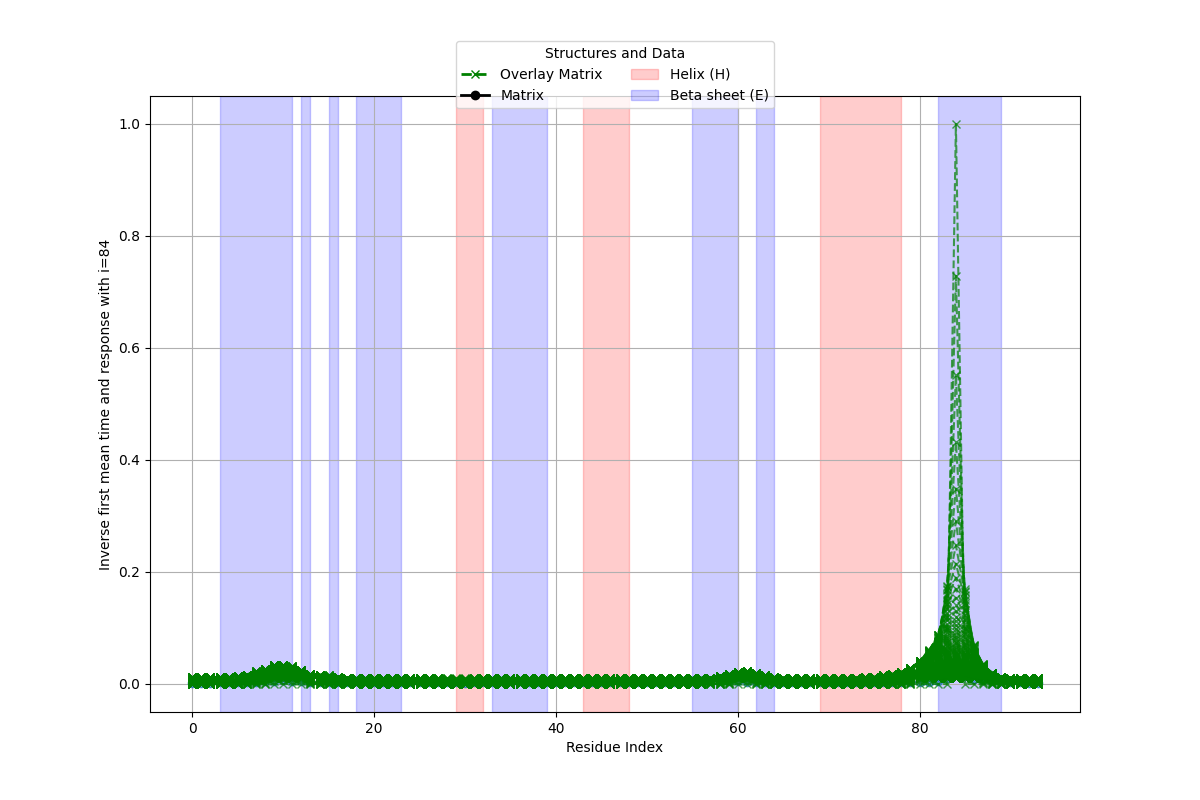 Structures and Data
Overlay Matrix
Matrix
Helix (H)
Beta sheet (E)
Inverse first mean time and response with i=84
1.0
0.8
0.6
0.4
0.2
0.0
0 20 40 60 80
Residue Index